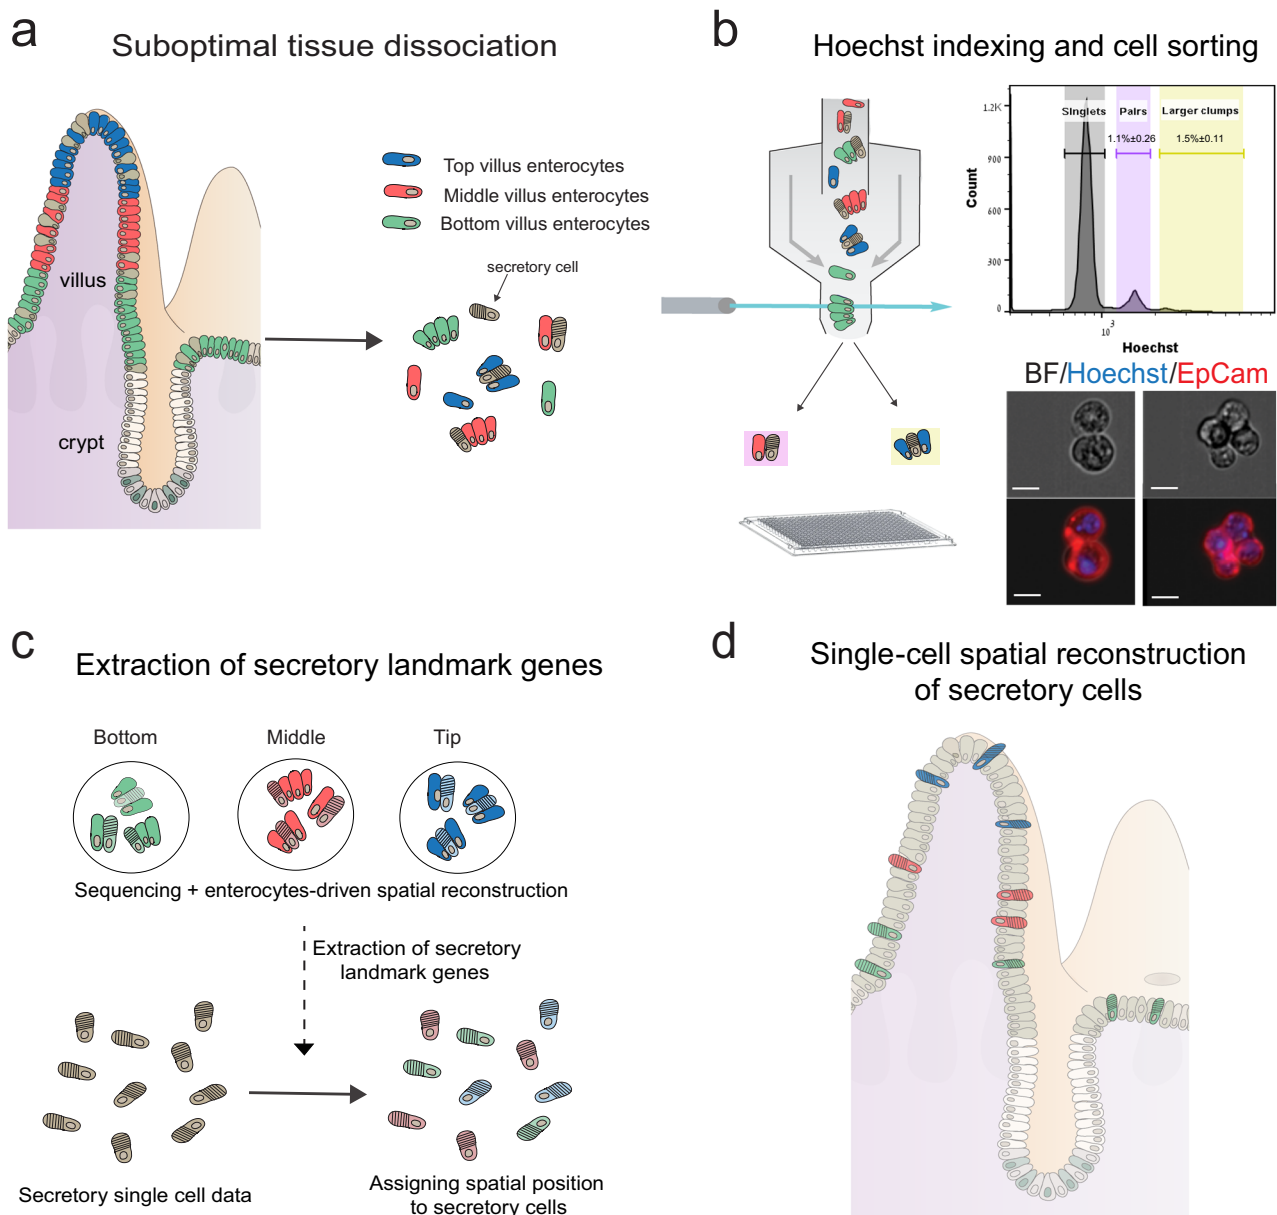 a
Suboptimal tissue dissociation
Top villus enterocytes
Middle villus enterocytes
Bottom villus enterocytes
secretory cell
villus
crypt
b
Hoechst indexing and cell sorting
1.2K
900
600
300
0
Count
Singlets
Pairs
Larger clumps
1.1%±0.26
1.5%±0.11
10³
Hoechst
BF/Hoechst/EpCam
c
Extraction of secretory landmark genes
Bottom
Middle
Tip
Sequencing + enterocytes-driven spatial reconstruction
Extraction of secretory
landmark genes
Secretory single cell data
Assigning spatial position
to secretory cells
d
Single-cell spatial reconstruction
of secretory cells